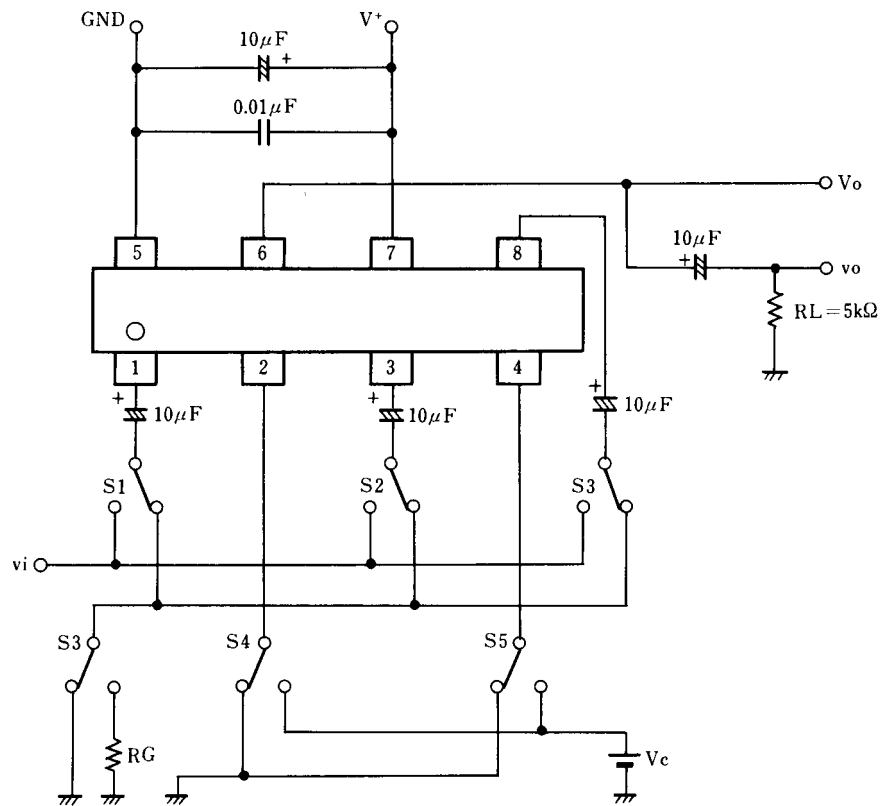 GND
V+
10μF
+
0.01μF
Vo
5
6
7
8
10μF
+
vo
RL=5kΩ
1
2
3
4
+
10μF
+
10μF
+
10μF
S1
S2
S3
vi
S3
S4
S5
RG
Vc